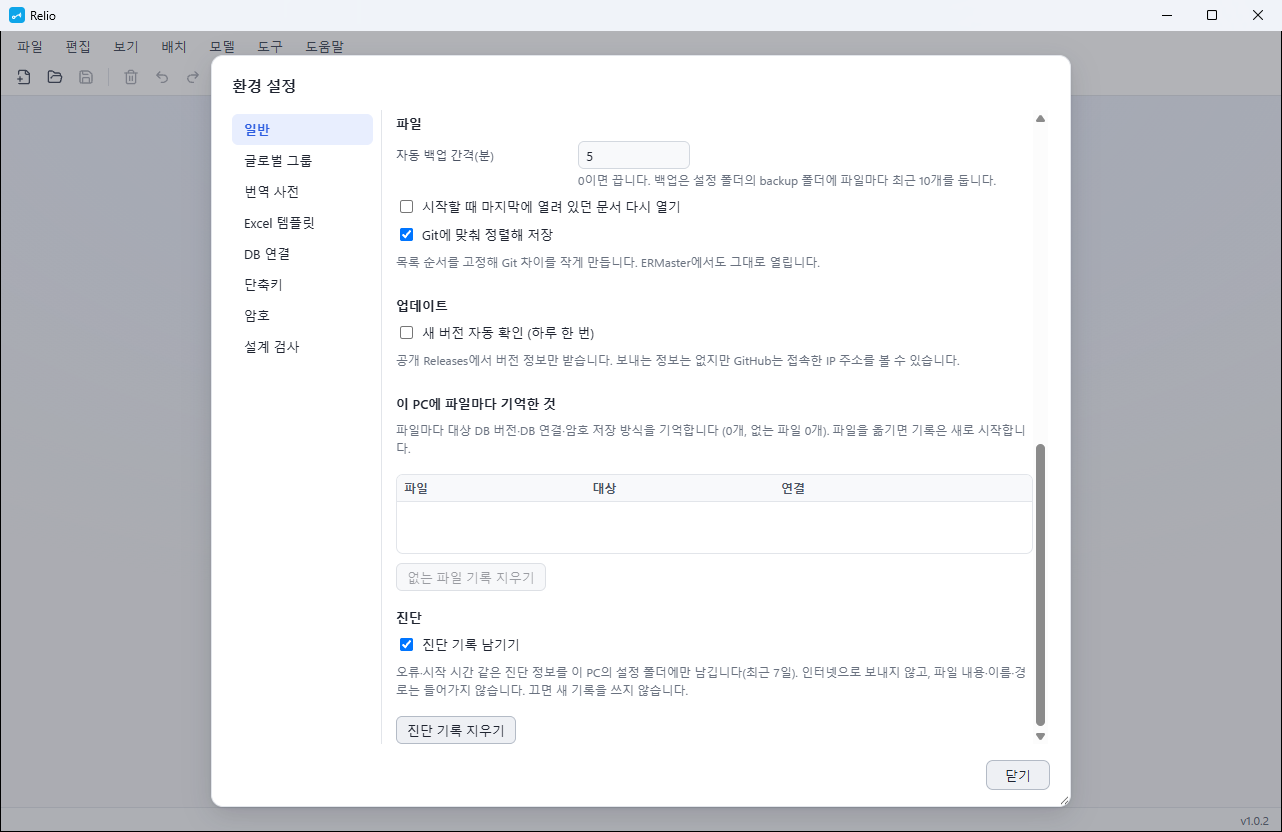 Relio
파일 편집 보기 배치 모델 도구 도움말
환경 설정
일반
글로벌 그룹
번역 사전
Excel 템플릿
DB 연결
단축키
암호
설계 검사
파일
자동 백업 간격(분) 5
0이면 끕니다. 백업은 설정 폴더의 backup 폴더에 파일마다 최근 10개를 둡니다.
시작할 때 마지막에 열려 있던 문서 다시 열기
Git에 맞춰 정렬해 저장
목록 순서를 고정해 Git 차이를 작게 만듭니다. ERMaster에서도 그대로 열립니다.
업데이트
새 버전 자동 확인 (하루 한 번)
공개 Releases에서 버전 정보만 받습니다. 보내는 정보는 없지만 GitHub는 접속한 IP 주소를 볼 수 있습니다.
이 PC에 파일마다 기억한 것
파일마다 대상 DB 버전·DB 연결·암호 저장 방식을 기억합니다 (0개, 없는 파일 0개). 파일을 옮기면 기록은 새로 시작합니
다.
파일 대상 연결
없는 파일 기록 지우기
진단
진단 기록 남기기
오류·시작 시간 같은 진단 정보를 이 PC의 설정 폴더에만 남깁니다(최근 7일). 인터넷으로 보내지 않고, 파일 내용·이름·경
로는 들어가지 않습니다. 끄면 새 기록을 쓰지 않습니다.
진단 기록 지우기
닫기
v1.0.2